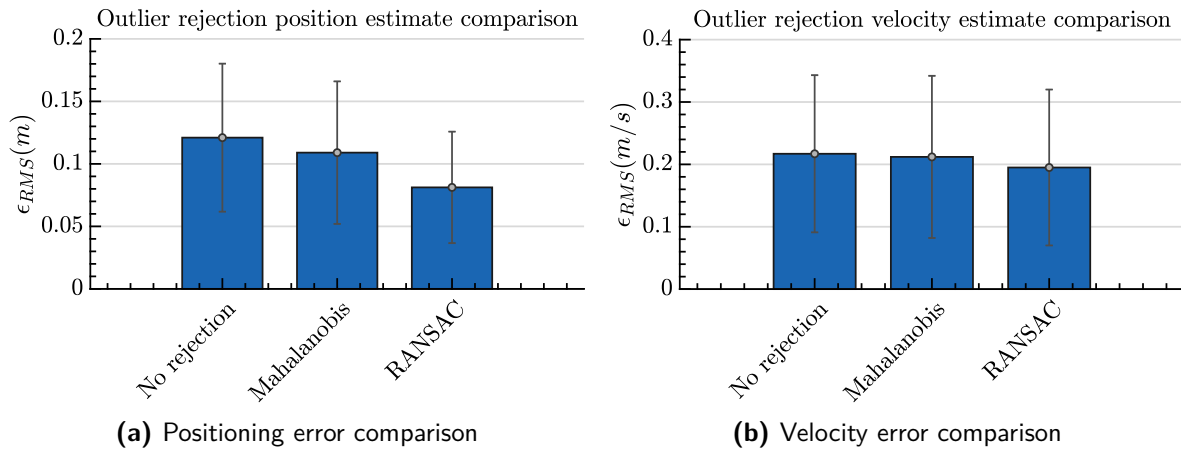 Outlier rejection position estimate comparison
0.2
0.15
0.1
0.05
0
ϵRMS(m)
No rejection
Mahalanobis
RANSAC
(a) Positioning error comparison
Outlier rejection velocity estimate comparison
0.4
0.3
0.2
0.1
0
ϵRMS(m/s)
No rejection
Mahalanobis
RANSAC
(b) Velocity error comparison